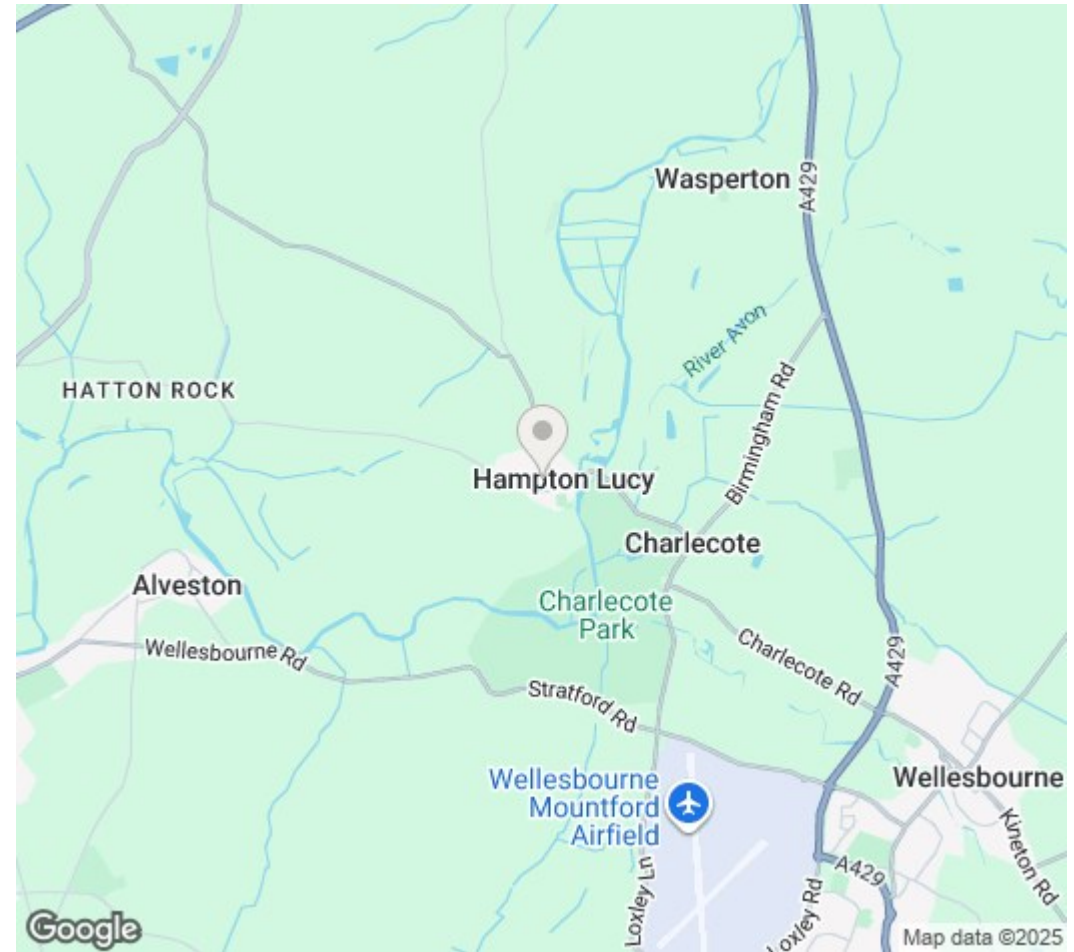 Wasperton
A429
River Avon
HATTON ROCK
Birmingham Rd
Hampton Lucy
Charlecote
Alveston
Charlecote
Park
Wellesbourne Rd
Charlecote Rd
A429
Stratford Rd
Wellesbourne
Mountford
Airfield
Wellesbourne
Kineton Rd
A429
Loxley Ln
Loxley Rd
Google
Map data ©2025